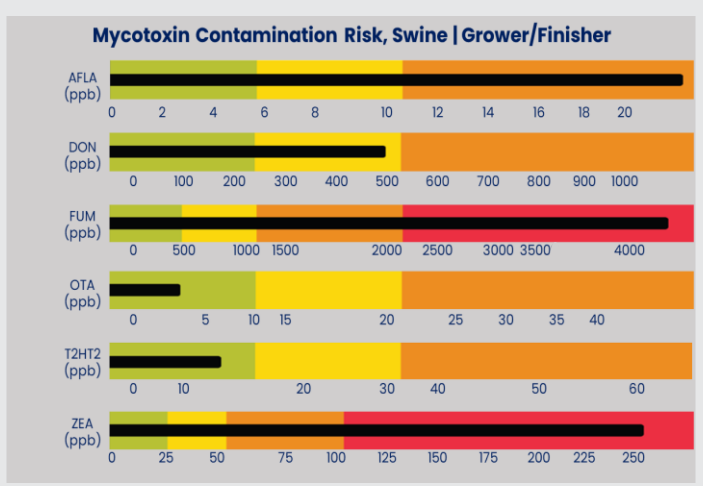 Mycotoxin Contamination Risk, Swine | Grower/Finisher
AFLA
(ppb)
0 2 4 6 8 10 12 14 16 18 20
DON
(ppb)
0 100 200 300 400 500 600 700 800 900 1000
FUM
(ppb)
0 500 1000 1500 2000 2500 3000 3500 4000
OTA
(ppb)
0 5 10 15 20 25 30 35 40
T2HT2
(ppb)
0 10 20 30 40 50 60
ZEA
(ppb)
0 25 50 75 100 125 150 175 200 225 250